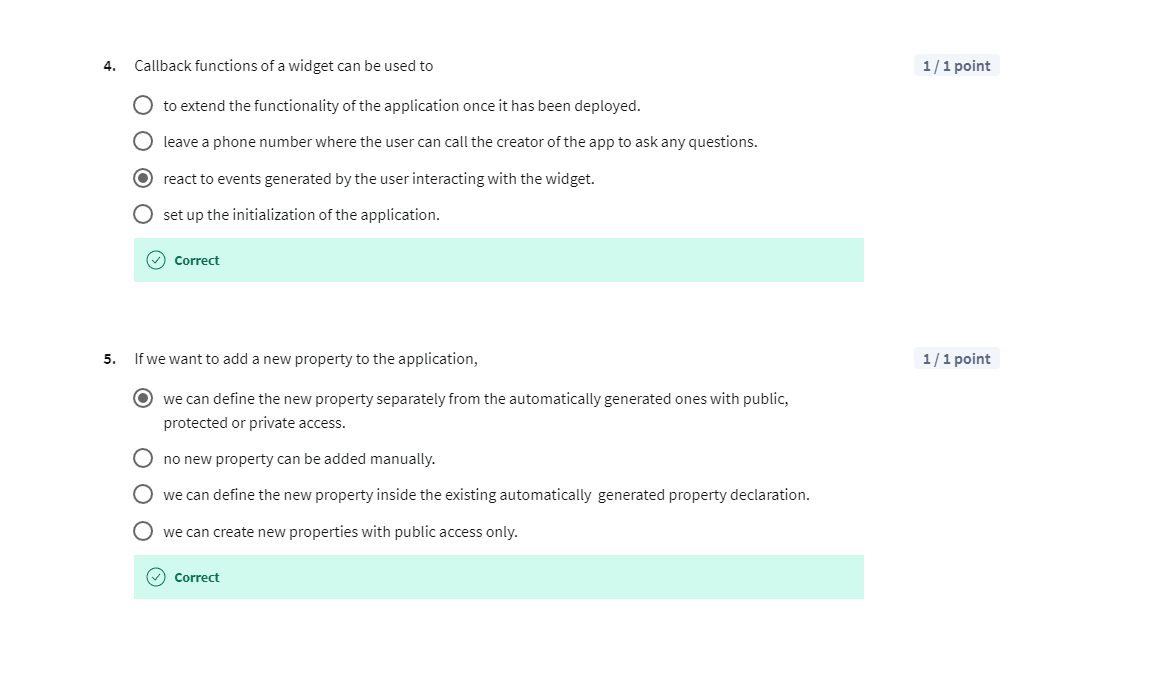 4. Callback functions of a widget can be used to 1 / 1 point
to extend the functionality of the application once it has been deployed.
leave a phone number where the user can call the creator of the app to ask any questions.
react to events generated by the user interacting with the widget.
set up the initialization of the application.
Correct
5. If we want to add a new property to the application, 1 / 1 point
we can define the new property separately from the automatically generated ones with public,
protected or private access.
no new property can be added manually.
we can define the new property inside the existing automatically generated property declaration.
we can create new properties with public access only.
Correct